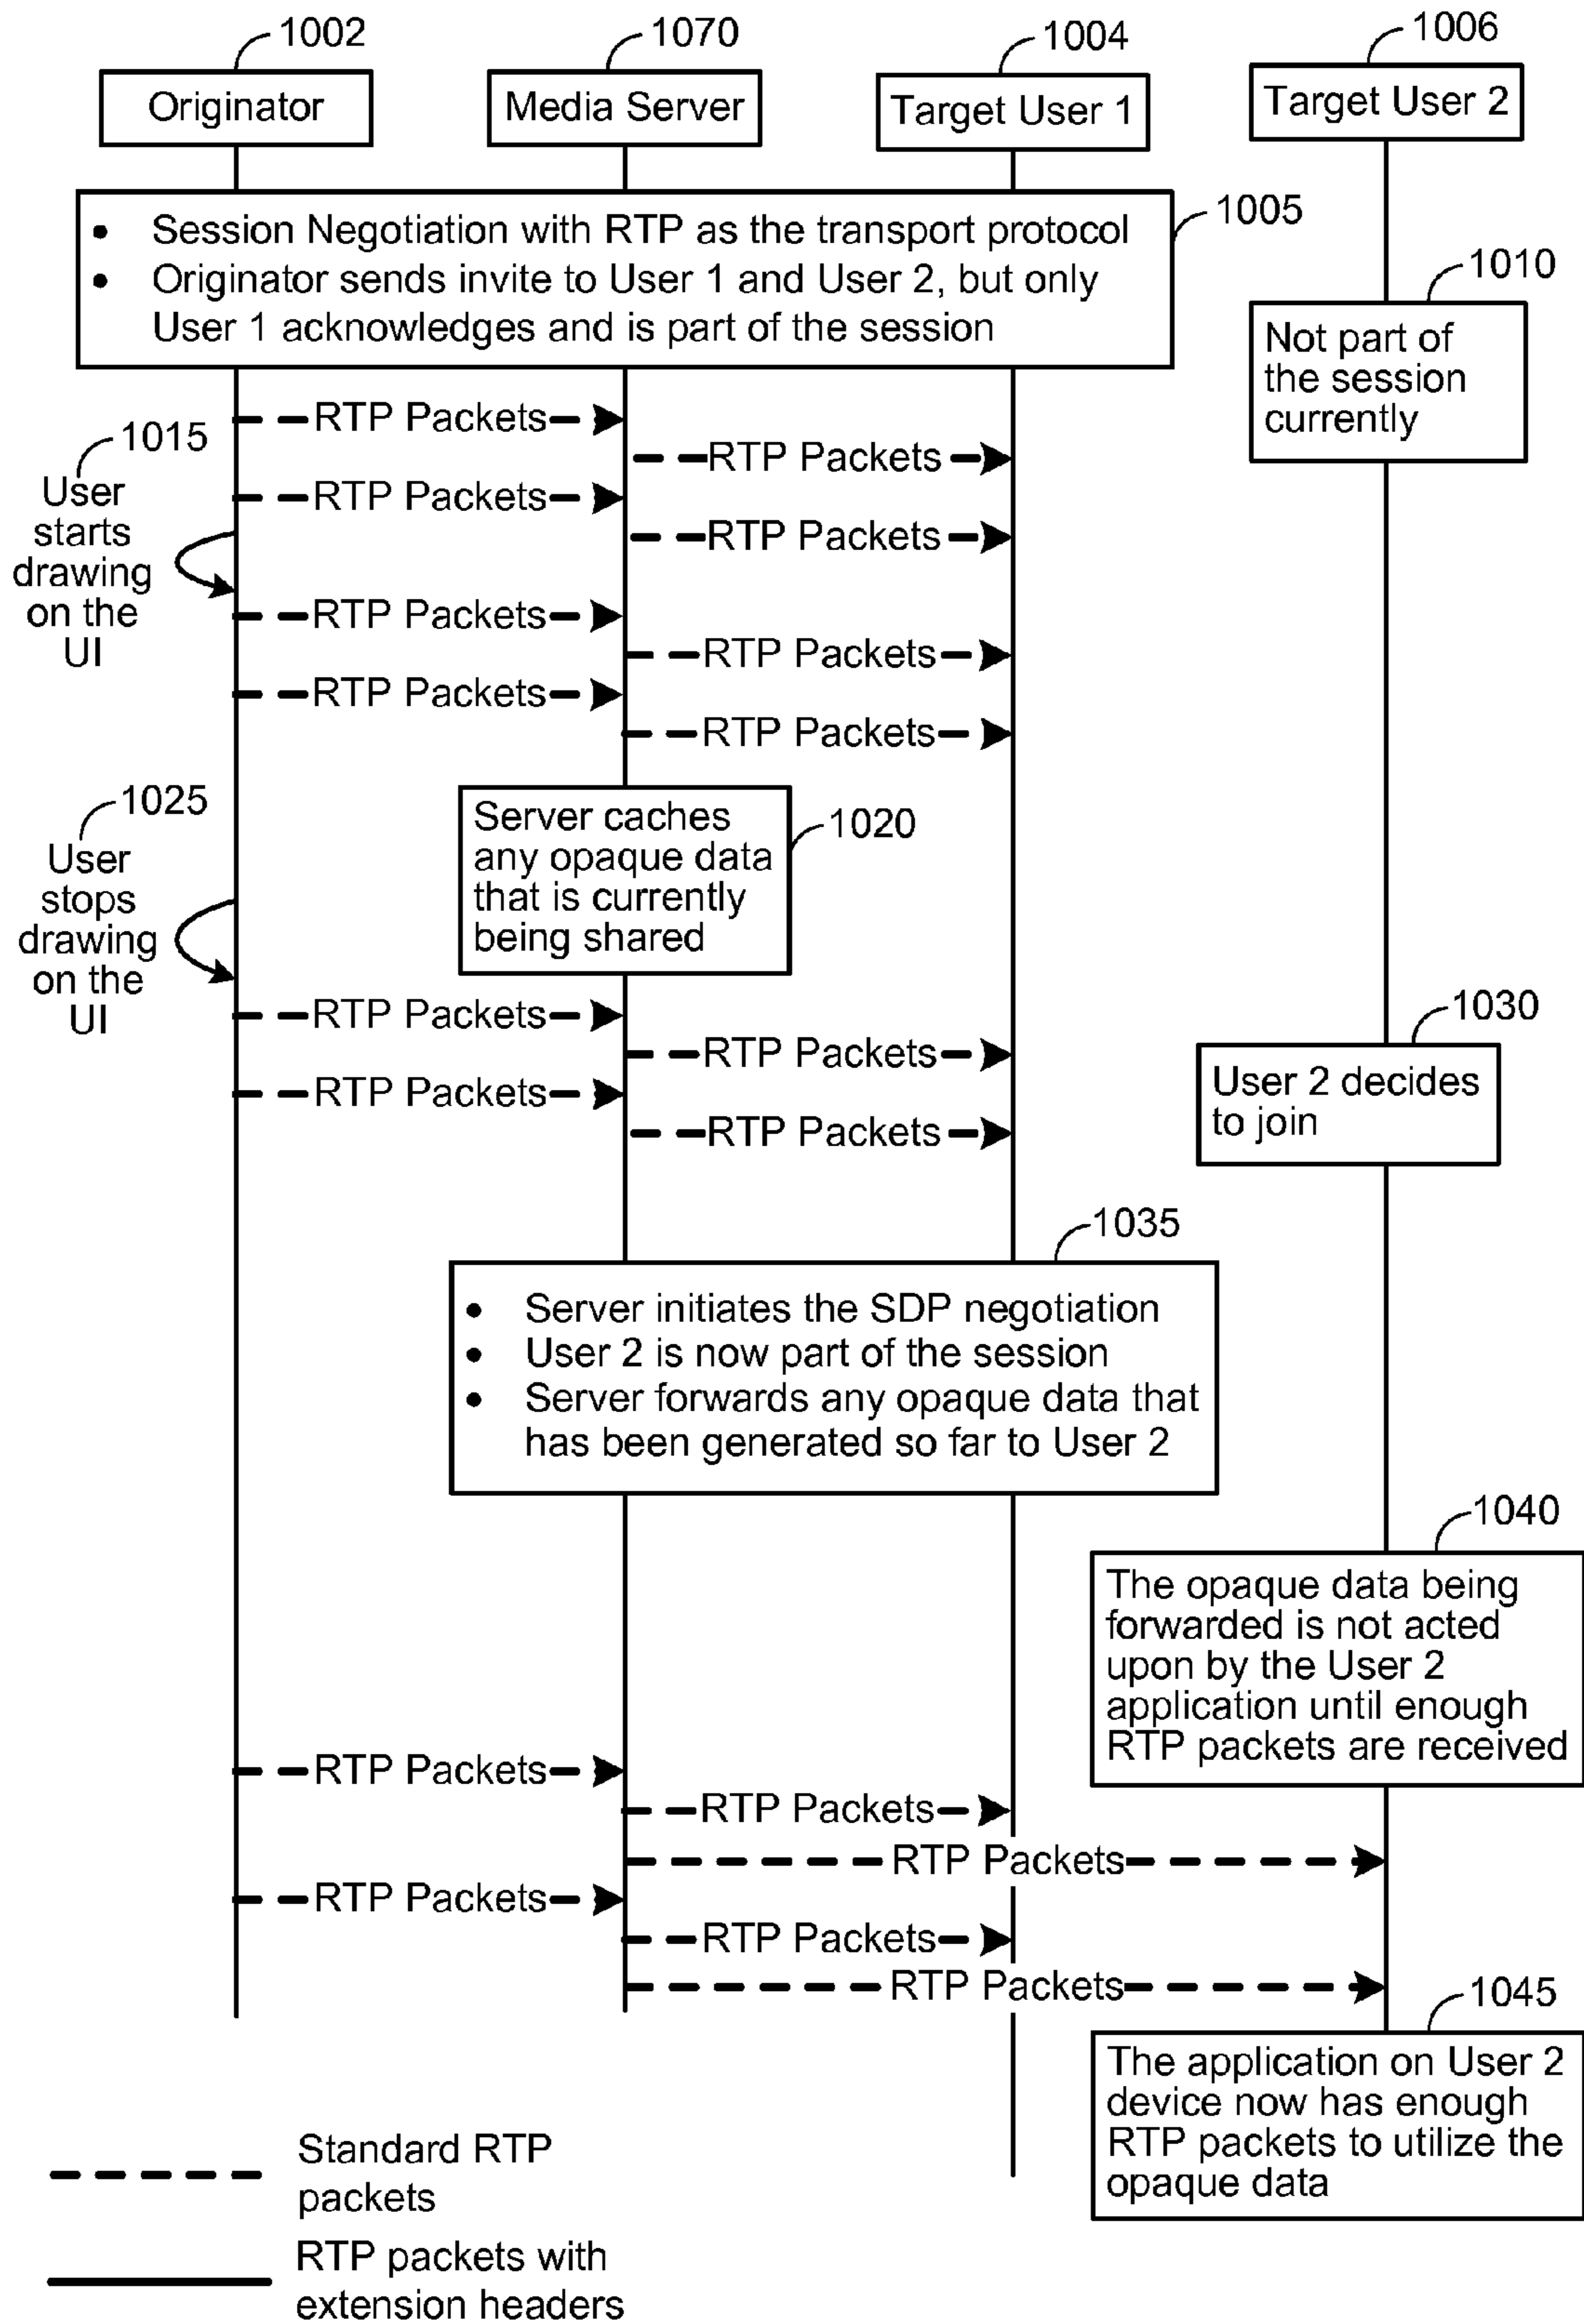 1002
1070
1004
1006
Originator
Media Server
Target User 1
Target User 2
1005
• Session Negotiation with RTP as the transport protocol
• Originator sends invite to User 1 and User 2, but only
User 1 acknowledges and is part of the session
1010
Not part of
the session
currently
RTP Packets
1015
User
starts
drawing
on the
UI
RTP Packets
RTP Packets
RTP Packets
RTP Packets
RTP Packets
RTP Packets
RTP Packets
1025
User
stops
drawing
on the
UI
Server caches
any opaque data
that is currently
being shared
1020
RTP Packets
RTP Packets
RTP Packets
RTP Packets
1030
User 2 decides
to join
1035
• Server initiates the SDP negotiation
• User 2 is now part of the session
• Server forwards any opaque data that
has been generated so far to User 2
1040
The opaque data being
forwarded is not acted
upon by the User 2
application until enough
RTP packets are received
RTP Packets
RTP Packets
RTP Packets
RTP Packets
RTP Packets
RTP Packets
1045
The application on User 2
device now has enough
RTP packets to utilize the
opaque data
Standard RTP
packets
RTP packets with
extension headers